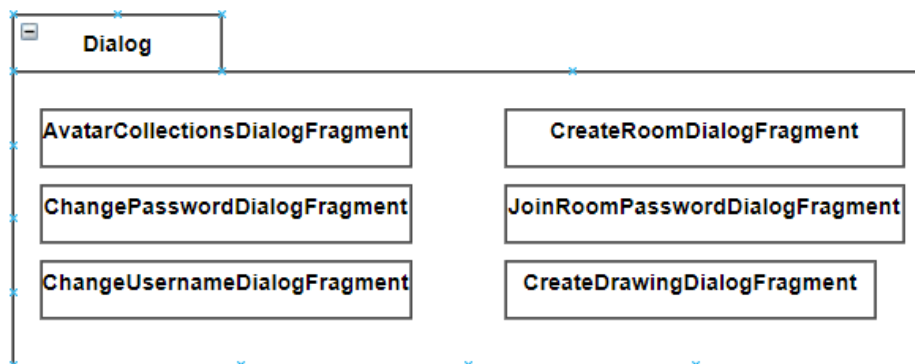 Dialog
AvatarCollectionsDialogFragment
CreateRoomDialogFragment
ChangePasswordDialogFragment
JoinRoomPasswordDialogFragment
ChangeUsernameDialogFragment
CreateDrawingDialogFragment